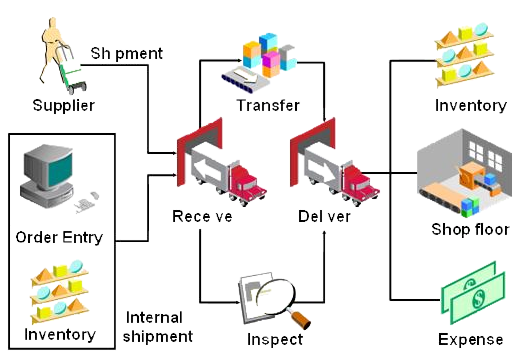 Sh pment
Supplier
Transfer
Inventory
Order Entry
Rece ve
Del ver
Shop floor
Inventory
Internal
shipment
Inspect
Expense